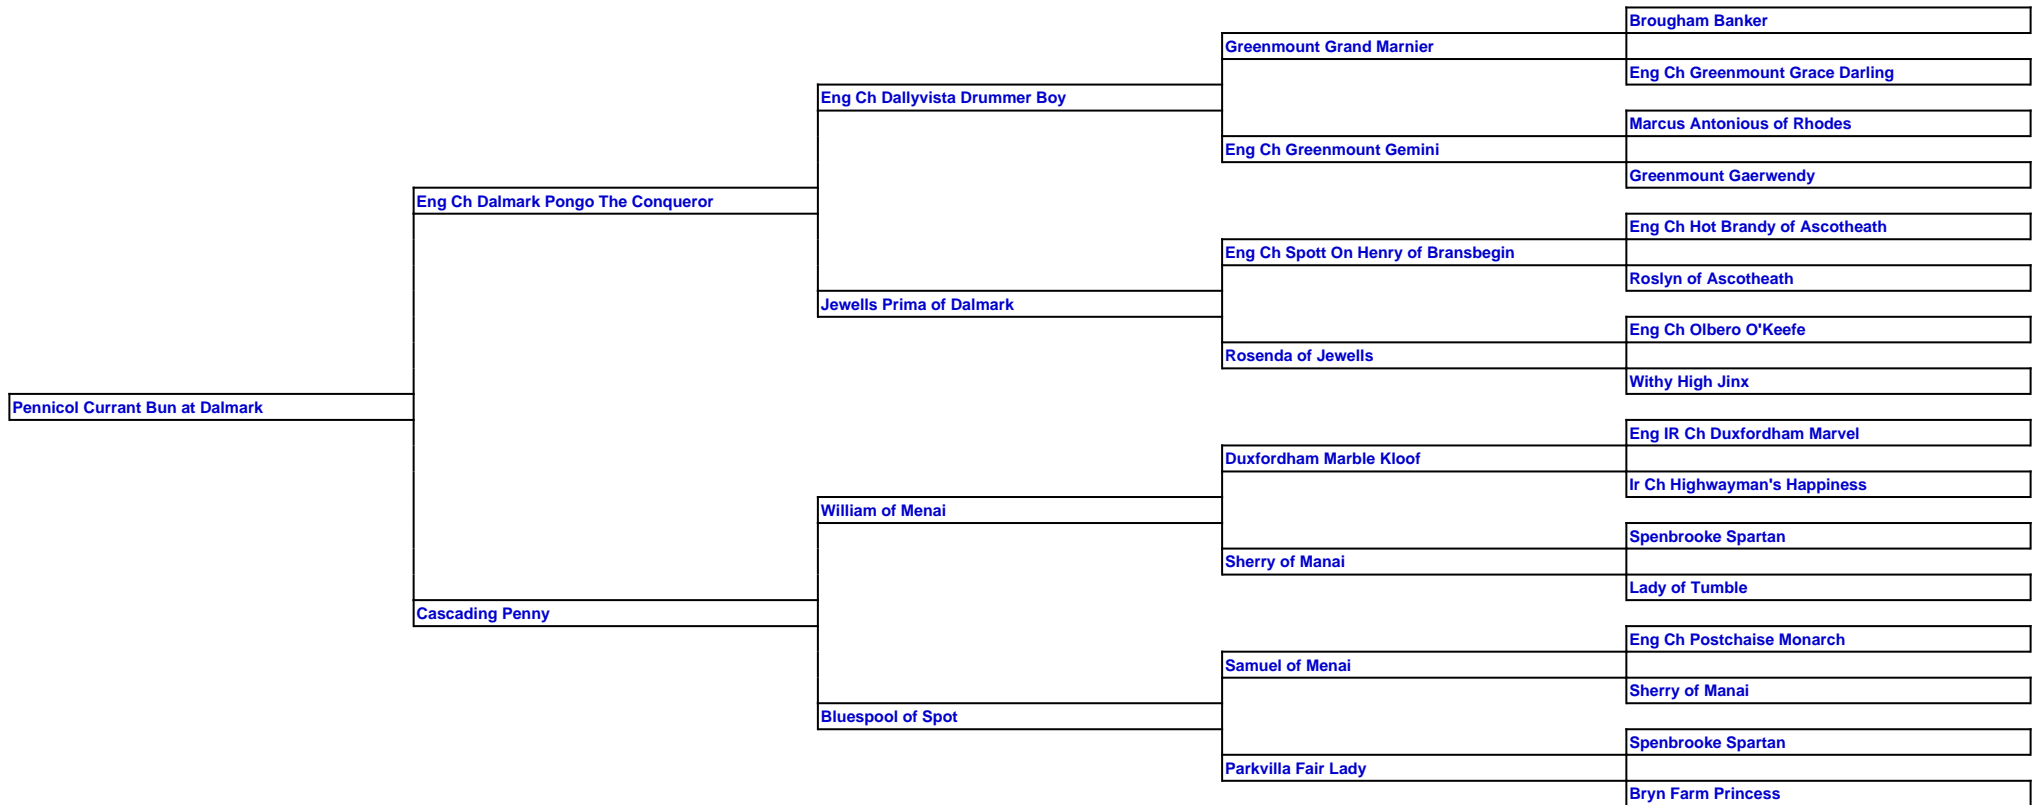 Brougham Banker
Greenmount Grand Marnier
Eng Ch Greenmount Grace Darling
Eng Ch Dallyvista Drummer Boy
Marcus Antonious of Rhodes
Eng Ch Greenmount Gemini
Greenmount Gaerwendy
Eng Ch Dalmark Pongo The Conqueror
Eng Ch Hot Brandy of Ascotheath
Eng Ch Spott On Henry of Bransbegin
Roslyn of Ascotheath
Jewells Prima of Dalmark
Eng Ch Olbero O'Keefe
Rosenda of Jewells
Withy High Jinx
Pennicol Currant Bun at Dalmark
Eng IR Ch Duxfordham Marvel
Duxfordham Marble Kloof
Ir Ch Highwayman's Happiness
William of Menai
Spenbrooke Spartan
Sherry of Manai
Lady of Tumble
Cascading Penny
Eng Ch Postchaise Monarch
Samuel of Menai
Sherry of Manai
Bluespool of Spot
Spenbrooke Spartan
Parkvilla Fair Lady
Bryn Farm Princess